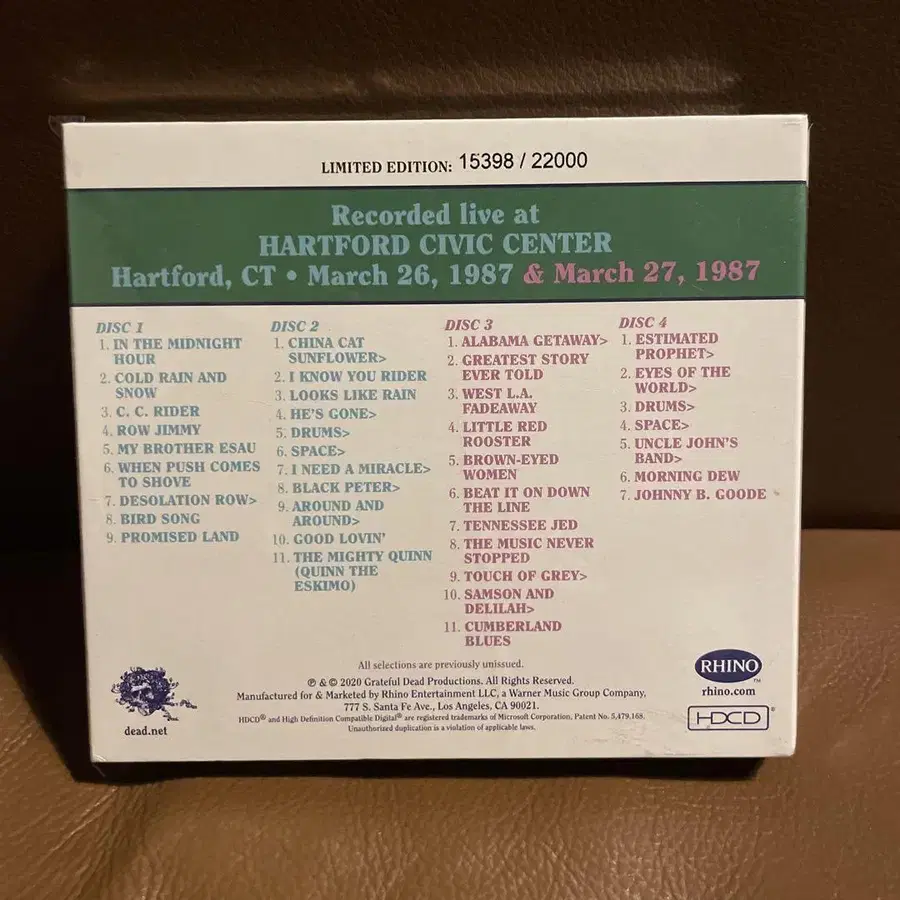 LIMITED EDITION: 15398 / 22000
Recorded live at
HARTFORD CIVIC CENTER
Hartford, CT • March 26, 1987 & March 27, 1987
DISC 1
1. IN THE MIDNIGHT
HOUR
2. COLD RAIN AND
SNOW
3. C. C. RIDER
4. ROW JIMMY
5. MY BROTHER ESAU
6. WHEN PUSH COMES
TO SHOVE
7. DESOLATION ROW>
8. BIRD SONG
9. PROMISED LAND
DISC 2
1. CHINA CAT
SUNFLOWER>
2. I KNOW YOU RIDER
3. LOOKS LIKE RAIN
4. HE'S GONE>
5. DRUMS>
6. SPACE>
7. I NEED A MIRACLE>
8. BLACK PETER>
9. AROUND AND
AROUND>
10. GOOD LOVIN'
11. THE MIGHTY QUINN
(QUINN THE
ESKIMO)
DISC 3
1. ALABAMA GETAWAY>
2. GREATEST STORY
EVER TOLD
3. WEST L.A.
FADEAWAY
4. LITTLE RED
ROOSTER
5. BROWN-EYED
WOMEN
6. BEAT IT ON DOWN
THE LINE
7. TENNESSEE JED
8. THE MUSIC NEVER
STOPPED
9. TOUCH OF GREY>
10. SAMSON AND
DELILAH>
11. CUMBERLAND
BLUES
DISC 4
1. ESTIMATED
PROPHET>
2. EYES OF THE
WORLD>
3. DRUMS>
4. SPACE>
5. UNCLE JOHN'S
BAND>
6. MORNING DEW
7. JOHNNY B. GOODE
All selections are previously unissued.
℗ & © 2020 Grateful Dead Productions. All Rights Reserved.
Manufactured for & Marketed by Rhino Entertainment LLC, a Warner Music Group Company,
777 S. Santa Fe Ave., Los Angeles, CA 90021.
HDCD® and High Definition Compatible Digital® are registered trademarks of Microsoft Corporation, Patent No. 5,479,168.
Unauthorized duplication is a violation of applicable laws.
dead.net
RHINO™
rhino.com
HDCD®